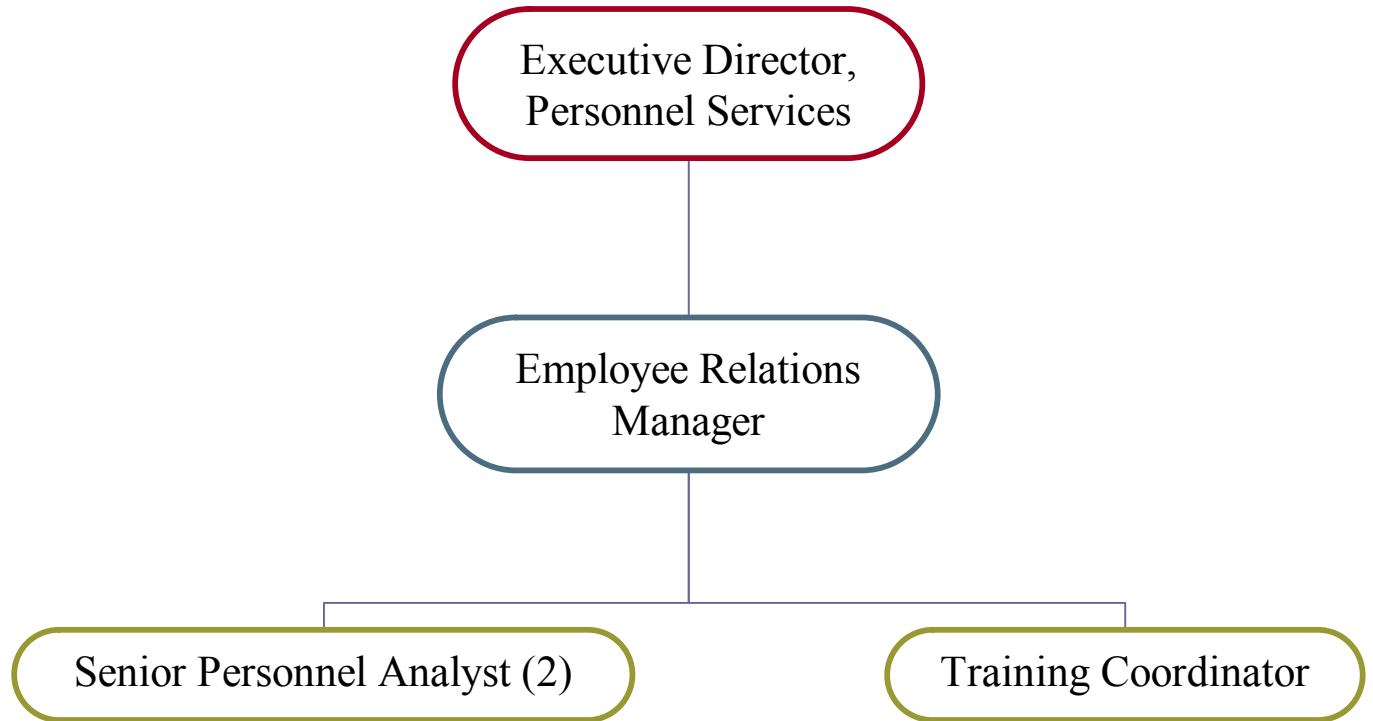 Executive Director,
Personnel Services
Employee Relations
Manager
Senior Personnel Analyst (2)
Training Coordinator